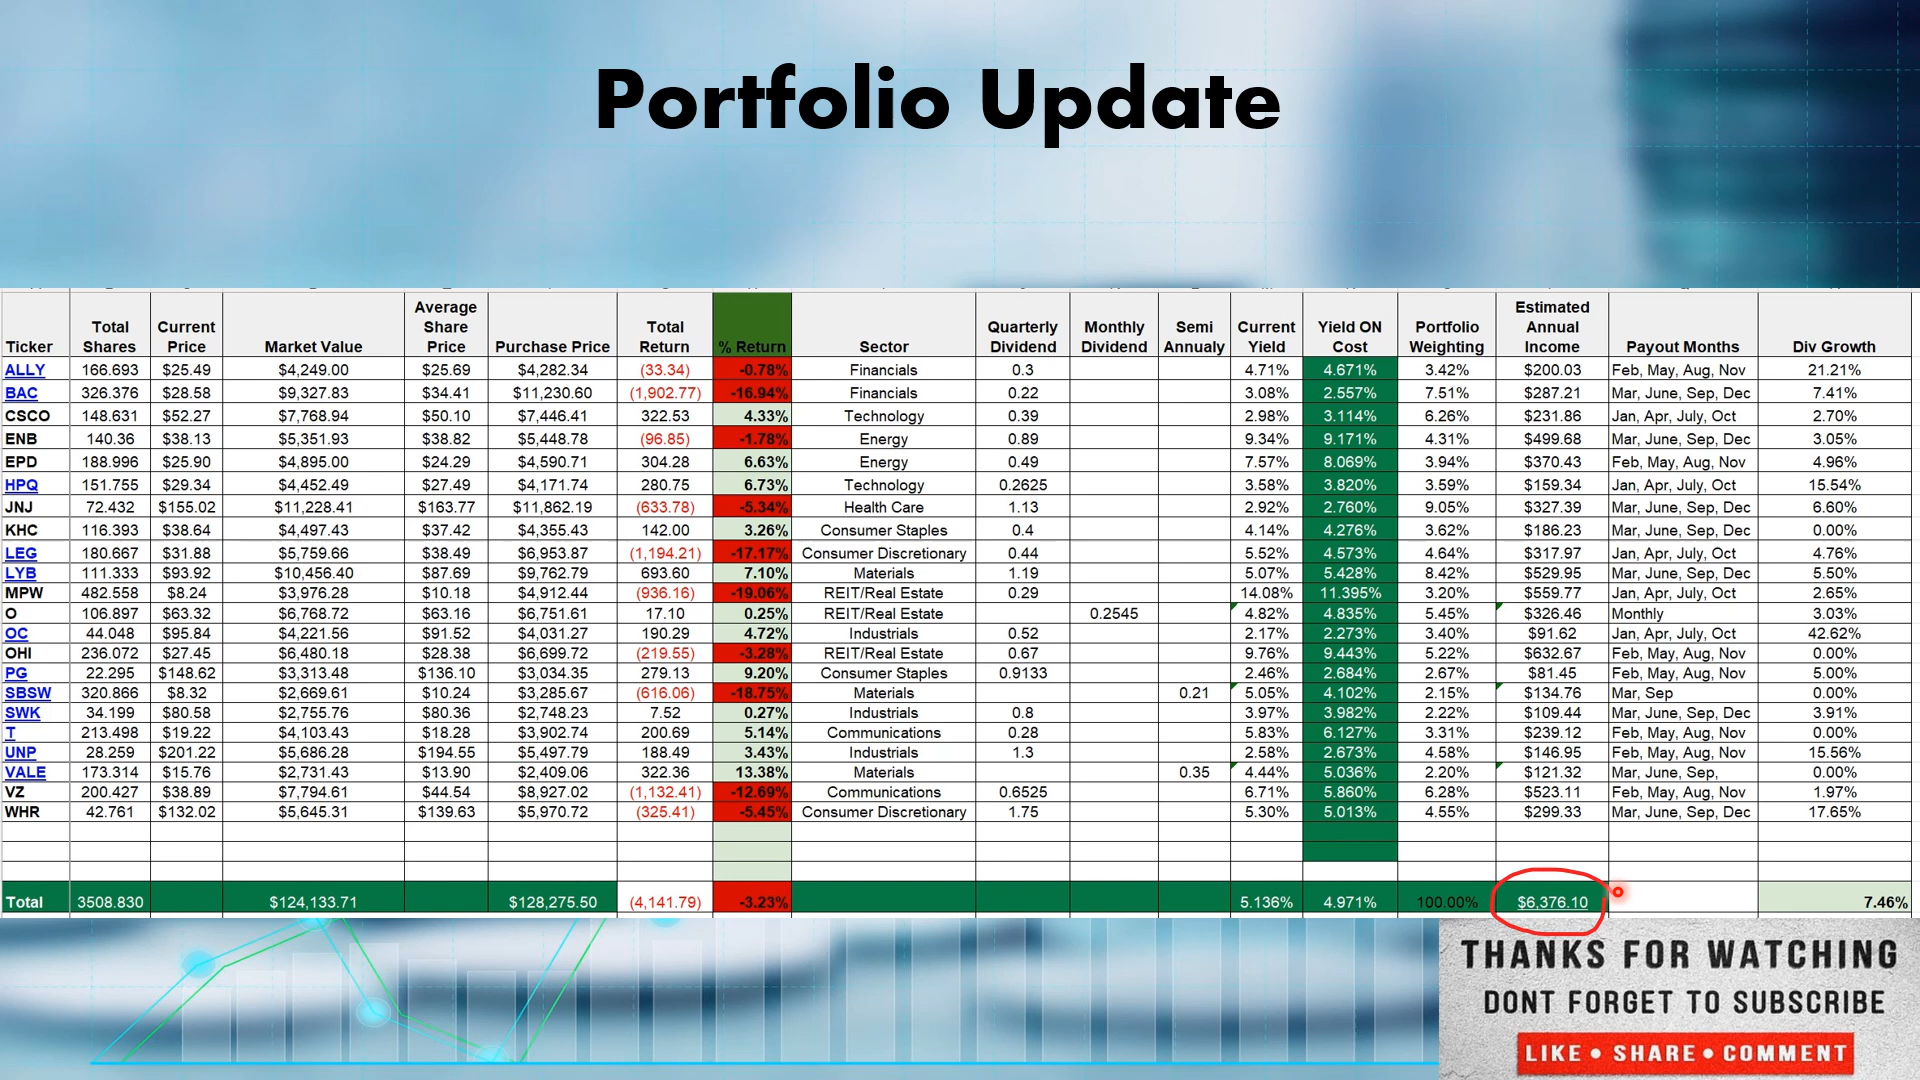 Portfolio Update
Ticker Total Shares Current Price Market Value Average Share Price Purchase Price Total Return % Return Sector Quarterly Dividend Monthly Dividend Semi Annualy Current Yield Yield ON Cost Portfolio Weighting Estimated Annual Income Payout Months Div Growth
ALLY 166.693 $25.49 $4,249.00 $25.69 $4,282.34 (33.34) -0.78% Financials 0.3 4.71% 4.671% 3.42% $200.03 Feb, May, Aug, Nov 21.21%
BAC 326.376 $28.58 $9,327.83 $34.41 $11,230.60 (1,902.77) -16.94% Financials 0.22 3.08% 2.557% 7.51% $287.21 Mar, June, Sep, Dec 7.41%
CSCO 148.631 $52.27 $7,768.94 $50.10 $7,446.41 322.53 4.33% Technology 0.39 2.98% 3.114% 6.26% $231.86 Jan, Apr, July, Oct 2.70%
ENB 140.36 $38.13 $5,351.93 $38.82 $5,448.78 (96.85) -1.78% Energy 0.89 9.34% 9.171% 4.31% $499.68 Mar, June, Sep, Dec 3.05%
EPD 188.996 $25.90 $4,895.00 $24.29 $4,590.71 304.28 6.63% Energy 0.49 7.57% 8.069% 3.94% $370.43 Feb, May, Aug, Nov 4.96%
HPQ 151.755 $29.34 $4,452.49 $27.49 $4,171.74 280.75 6.73% Technology 0.2625 3.58% 3.820% 3.59% $159.34 Jan, Apr, July, Oct 15.54%
JNJ 72.432 $155.02 $11,228.41 $163.77 $11,862.19 (633.78) -5.34% Health Care 1.13 2.92% 2.760% 9.05% $327.39 Mar, June, Sep, Dec 6.60%
KHC 116.393 $38.64 $4,497.43 $37.42 $4,355.43 142.00 3.26% Consumer Staples 0.4 4.14% 4.276% 3.62% $186.23 Mar, June, Sep, Dec 0.00%
LEG 180.667 $31.88 $5,759.66 $38.49 $6,953.87 (1,194.21) -17.17% Consumer Discretionary 0.44 5.52% 4.573% 4.64% $317.97 Jan, Apr, July, Oct 4.76%
LYB 111.333 $93.92 $10,456.40 $87.69 $9,762.79 693.60 7.10% Materials 1.19 5.07% 5.428% 8.42% $529.95 Mar, June, Sep, Dec 5.50%
MPW 482.558 $8.24 $3,976.28 $10.18 $4,912.44 (936.16) -19.06% REIT/Real Estate 0.29 14.08% 11.395% 3.20% $559.77 Jan, Apr, July, Oct 2.65%
O 106.897 $63.32 $6,768.72 $63.16 $6,751.61 17.10 0.25% REIT/Real Estate 0.2545 4.82% 4.835% 5.45% $326.46 Monthly 3.03%
OC 44.048 $95.84 $4,221.56 $91.52 $4,031.27 190.29 4.72% Industrials 0.52 2.17% 2.273% 3.40% $91.62 Jan, Apr, July, Oct 42.62%
OHI 236.072 $27.45 $6,480.18 $28.38 $6,699.72 (219.55) -3.28% REIT/Real Estate 0.67 9.76% 9.443% 5.22% $632.67 Feb, May, Aug, Nov 0.00%
PG 22.295 $148.62 $3,313.48 $136.10 $3,034.35 279.13 9.20% Consumer Staples 0.9133 2.46% 2.684% 2.67% $81.45 Feb, May, Aug, Nov 5.00%
SBSW 320.866 $8.32 $2,669.61 $10.24 $3,285.67 (616.06) -18.75% Materials 0.21 5.05% 4.102% 2.15% $134.76 Mar, Sep 0.00%
SWK 34.199 $80.58 $2,755.76 $80.36 $2,748.23 7.52 0.27% Industrials 0.8 3.97% 3.982% 2.22% $109.44 Mar, June, Sep, Dec 3.91%
T 213.498 $19.22 $4,103.43 $18.28 $3,902.74 200.69 5.14% Communications 0.28 5.83% 6.127% 3.31% $239.12 Feb, May, Aug, Nov 0.00%
UNP 28.259 $201.22 $5,686.28 $194.55 $5,497.79 188.49 3.43% Industrials 1.3 2.58% 2.673% 4.58% $146.95 Feb, May, Aug, Nov 15.56%
VALE 173.314 $15.76 $2,731.43 $13.90 $2,409.06 322.36 13.38% Materials 0.35 4.44% 5.036% 2.20% $121.32 Mar, June, Sep, 0.00%
VZ 200.427 $38.89 $7,794.61 $44.54 $8,927.02 (1,132.41) -12.69% Communications 0.6525 6.71% 5.860% 6.28% $523.11 Feb, May, Aug, Nov 1.97%
WHR 42.761 $132.02 $5,645.31 $139.63 $5,970.72 (325.41) -5.45% Consumer Discretionary 1.75 5.30% 5.013% 4.55% $299.33 Mar, June, Sep, Dec 17.65%
Total 3508.830 $124,133.71 $128,275.50 (4,141.79) -3.23% 5.136% 4.971% 100.00% $6,376.10 7.46%
THANKS FOR WATCHING
DONT FORGET TO SUBSCRIBE
LIKE • SHARE • COMMENT